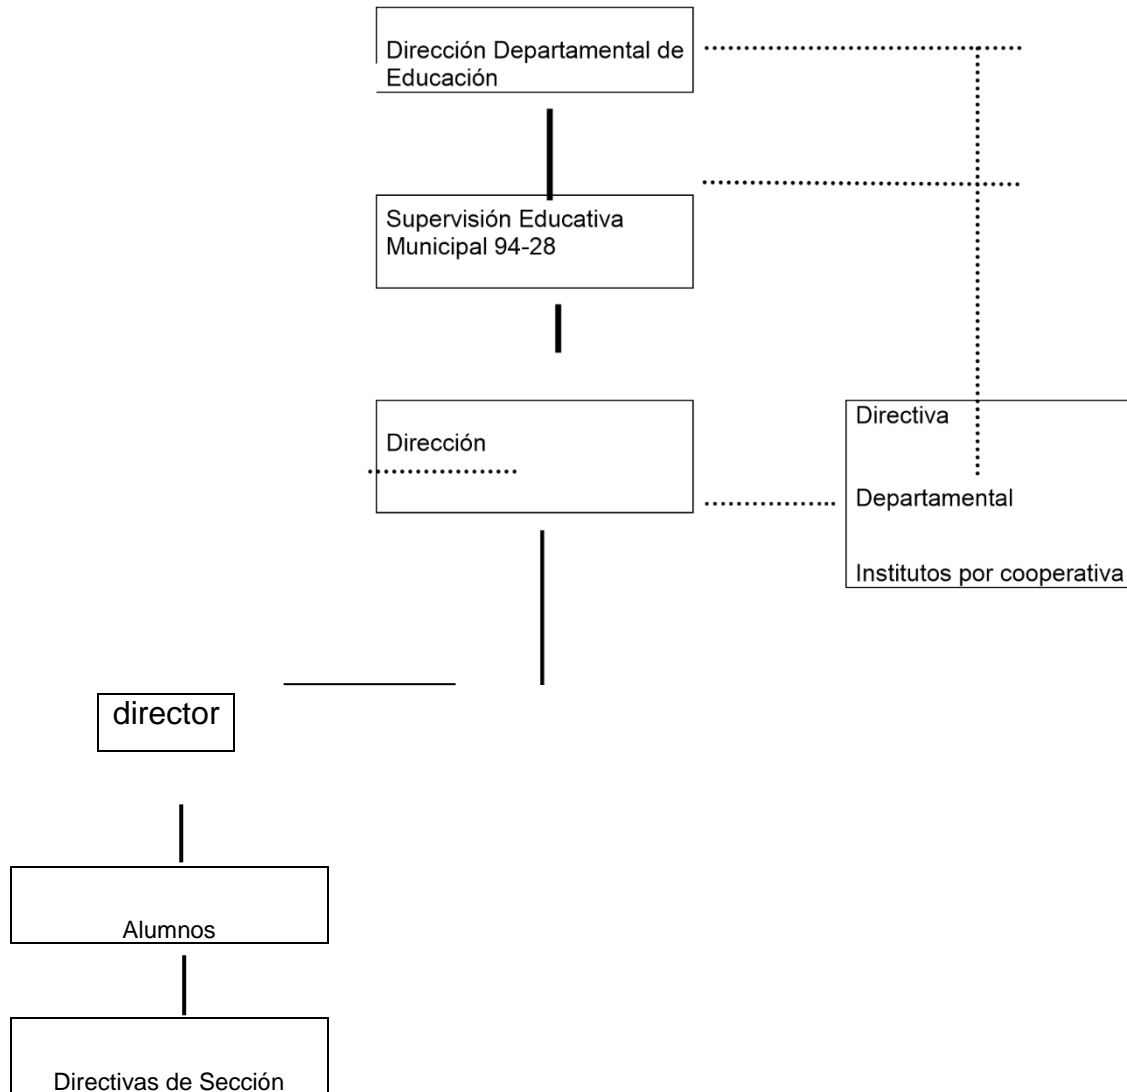 Dirección Departamental de
Educación
Supervisión Educativa
Municipal 94-28
Dirección
Directiva
Departamental
Institutos por cooperativa
director
Alumnos
Directivas de Sección